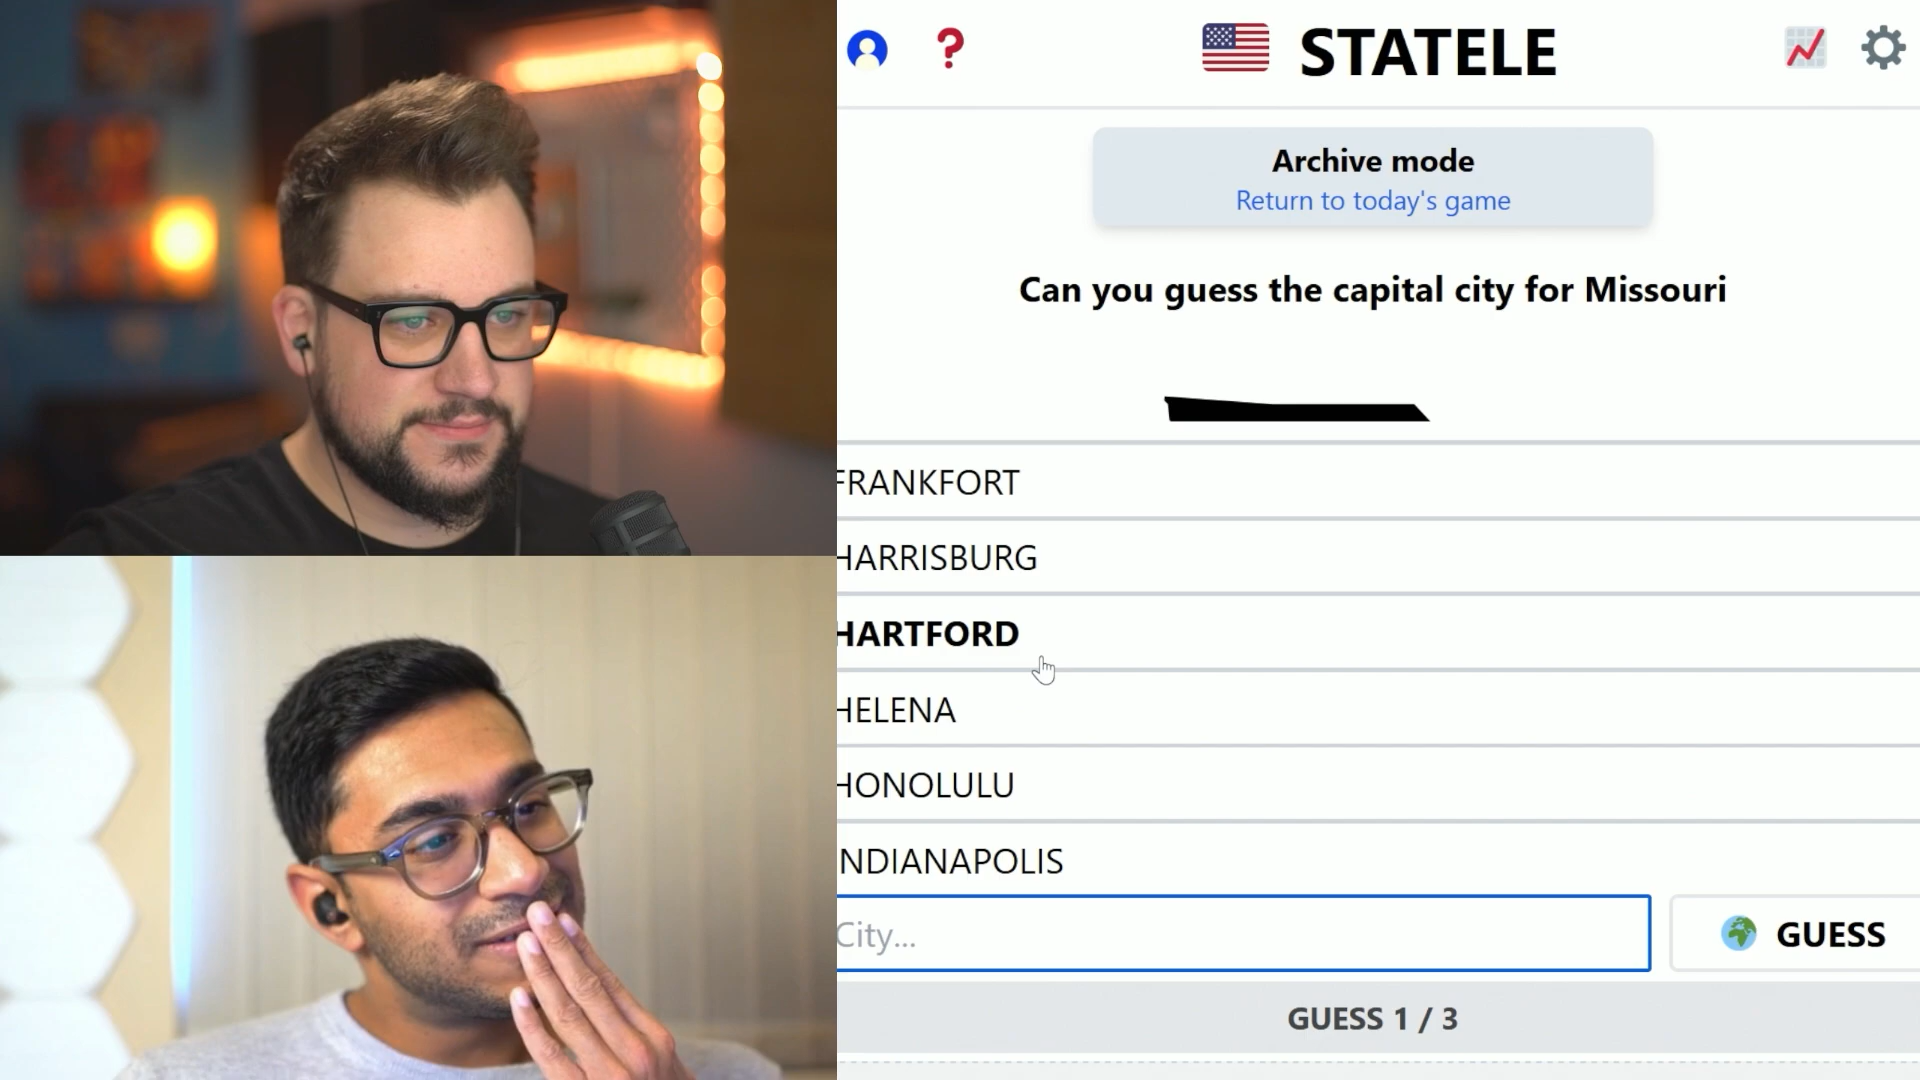 STATELE
Archive mode
Return to today's game
Can you guess the capital city for Missouri
FRANKFORT
HARRISBURG
HARTFORD
HELENA
HONOLULU
INDIANAPOLIS
City...
GUESS
GUESS 1 / 3